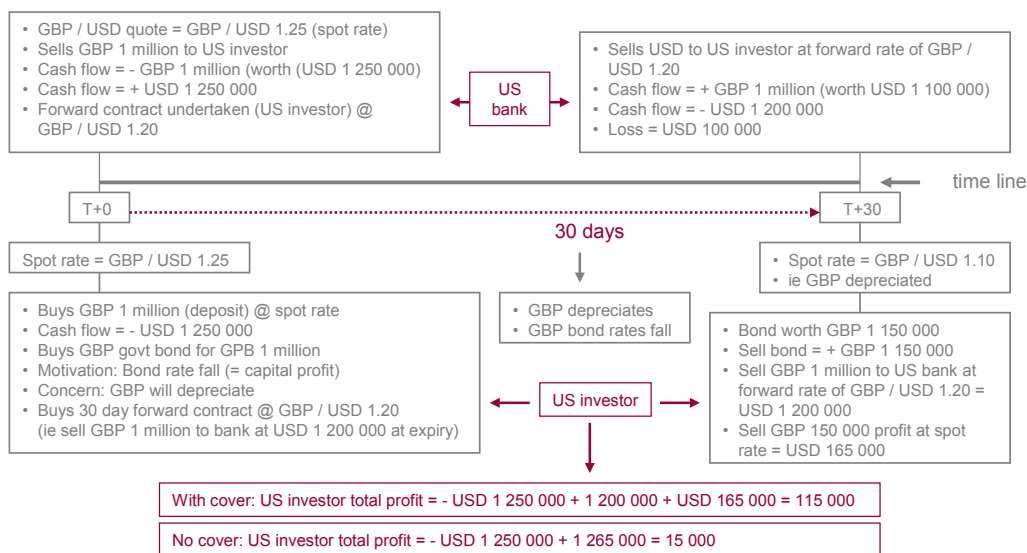 • GBP / USD quote = GBP / USD 1.25 (spot rate)
• Sells GBP 1 million to US investor
• Cash flow = - GBP 1 million (worth (USD 1 250 000)
• Cash flow = + USD 1 250 000
• Forward contract undertaken (US investor) @
GBP / USD 1.20
US
bank
• Sells USD to US investor at forward rate of GBP /
USD 1.20
• Cash flow = + GBP 1 million (worth USD 1 100 000)
• Cash flow = - USD 1 200 000
• Loss = USD 100 000
time line
T+0
T+30
30 days
Spot rate = GBP / USD 1.25
• Spot rate = GBP / USD 1.10
• ie GBP depreciated
• Buys GBP 1 million (deposit) @ spot rate
• Cash flow = - USD 1 250 000
• Buys GBP govt bond for GPB 1 million
• Motivation: Bond rate fall (= capital profit)
• Concern: GBP will depreciate
• Buys 30 day forward contract @ GBP / USD 1.20
(ie sell GBP 1 million to bank at USD 1 200 000 at expiry)
• GBP depreciates
• GBP bond rates fall
US investor
• Bond worth GBP 1 150 000
• Sell bond = + GBP 1 150 000
• Sell GBP 1 million to US bank at
forward rate of GBP / USD 1.20 =
USD 1 200 000
• Sell GBP 150 000 profit at spot
rate = USD 165 000
With cover: US investor total profit = - USD 1 250 000 + 1 200 000 + USD 165 000 = 115 000
No cover: US investor total profit = - USD 1 250 000 + 1 265 000 = 15 000